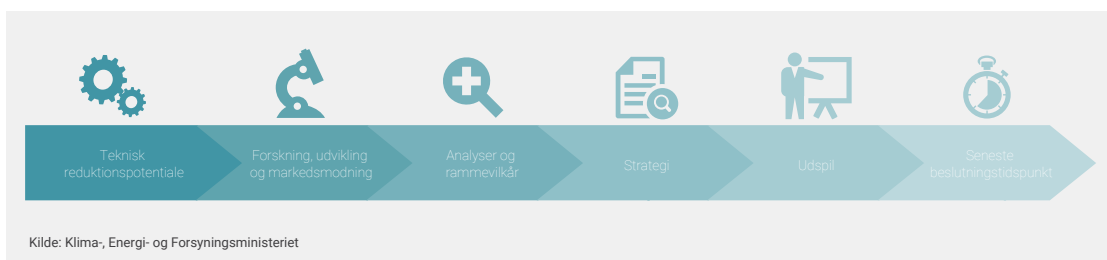 Teknisk
reduktionspotentiale
Forskning, udvikling
og markedsmodning
Analyser og
rammevilkår
Strategi
Udspil
Seneste
beslutningstidspunkt
Kilde: Klima-, Energi- og Forsyningsministeriet